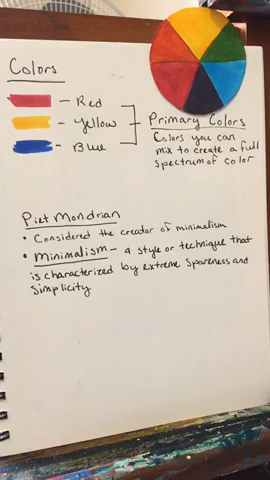 Colors
- Red
- Yellow
- Blue
Primary Colors
Colors you can
mix to create a full
spectrum of color
Piet Mondrian
• Considered the creator of minimalism
• Minimalism - a style or technique that
is characterized by extreme spareness and
simplicity